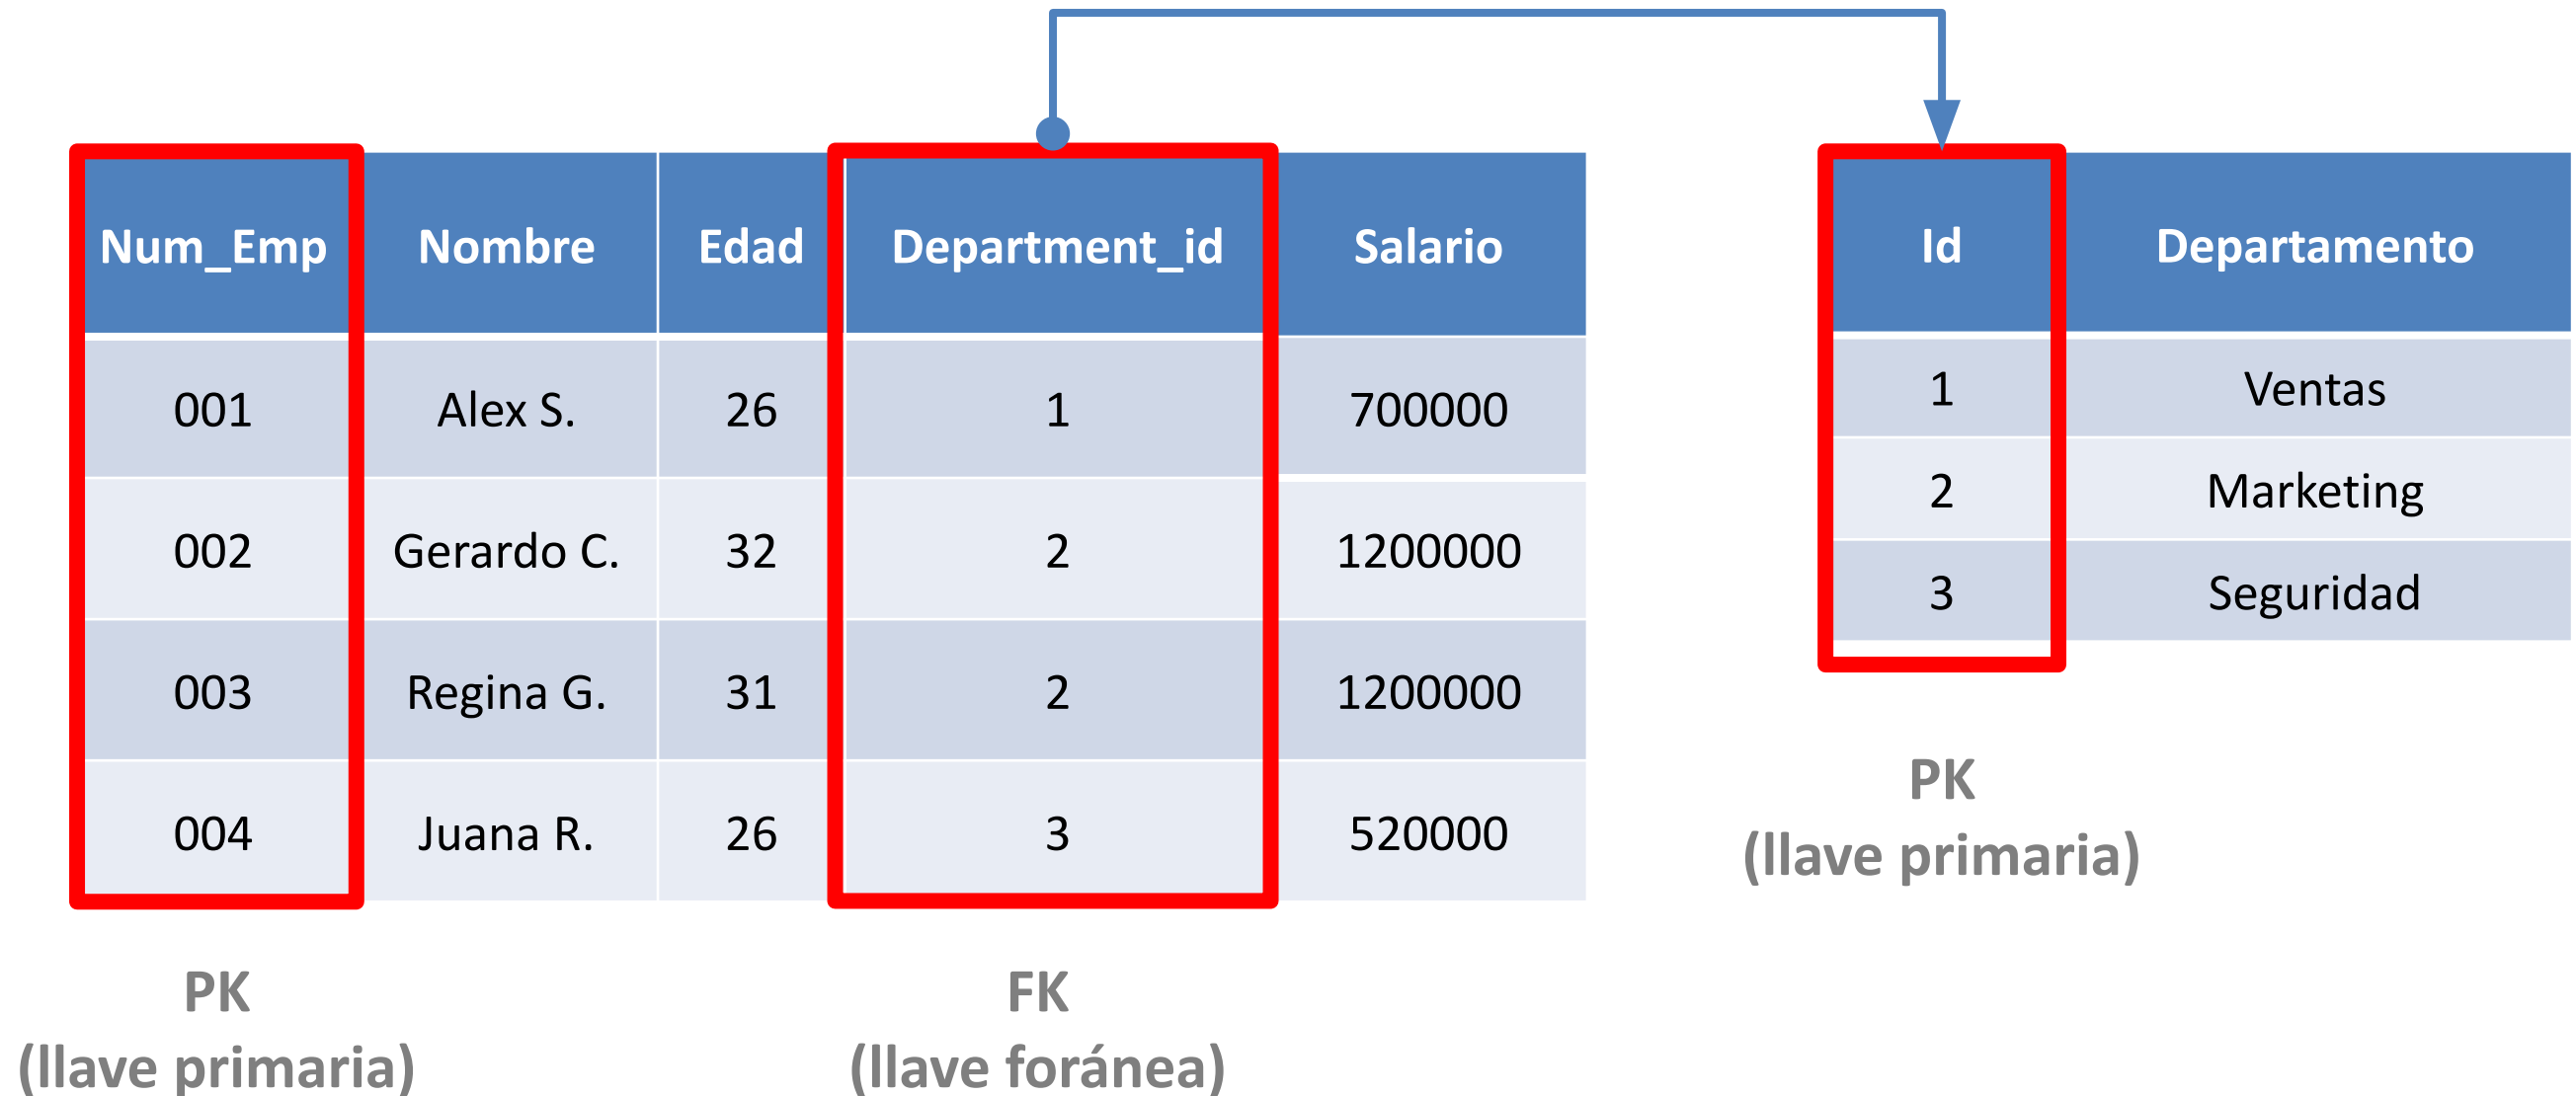 Num_Emp Nombre Edad Department_id Salario
001 Alex S. 26 1 700000
002 Gerardo C. 32 2 1200000
003 Regina G. 31 2 1200000
004 Juana R. 26 3 520000
PK
(llave primaria)
FK
(llave foránea)
Id Departamento
1 Ventas
2 Marketing
3 Seguridad
PK
(llave primaria)